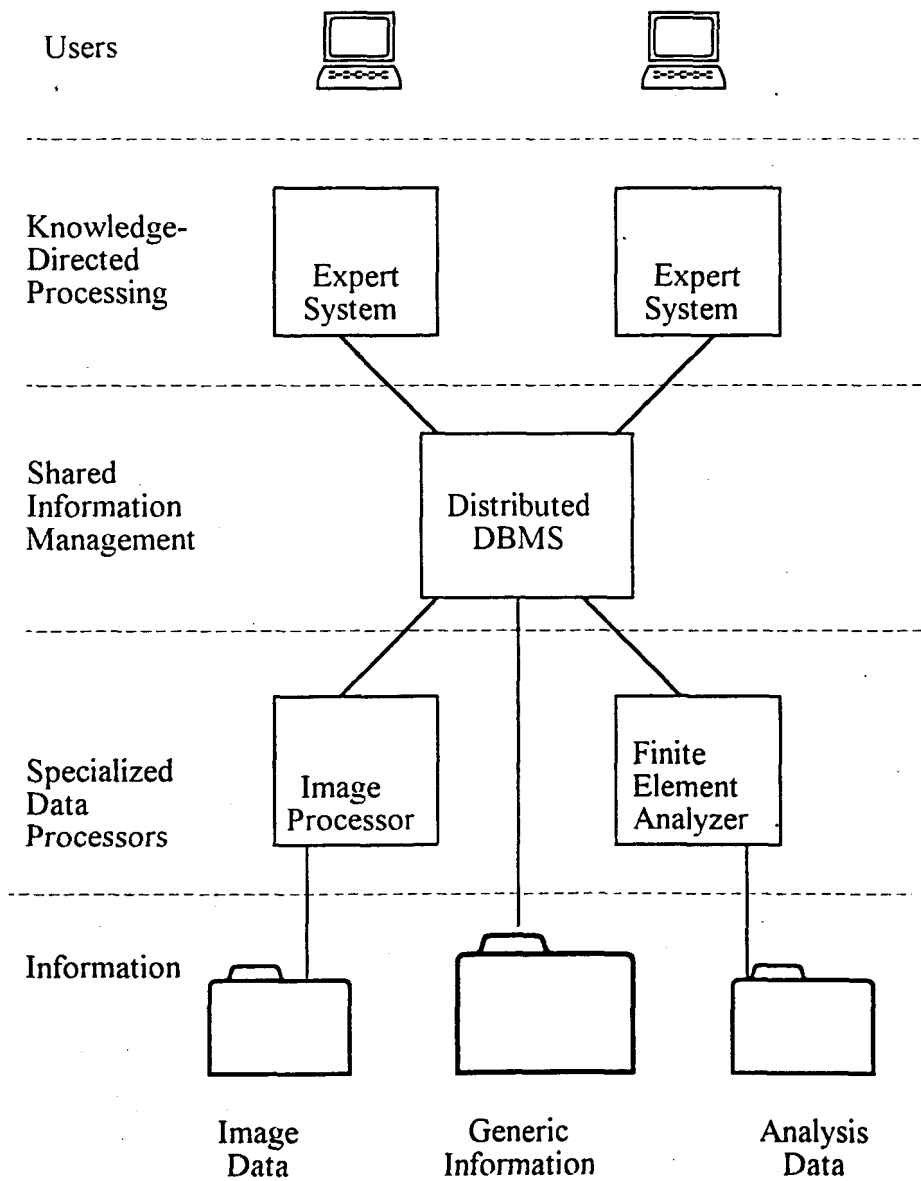 Users
Knowledge-
Directed
Processing
Expert
System
Expert
System
Shared
Information
Management
Distributed
DBMS
Specialized
Data
Processors
Image
Processor
Finite
Element
Analyzer
Information
Image
Data
Generic
Information
Analysis
Data